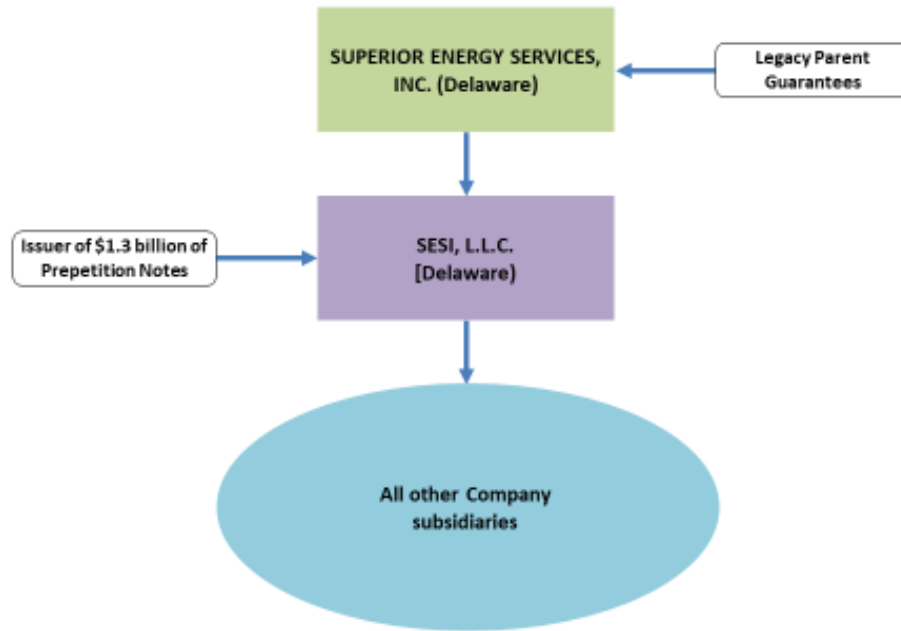 SUPERIOR ENERGY SERVICES,
INC. (Delaware)
Legacy Parent
Guarantees
Issuer of $1.3 billion of
Prepetition Notes
SESI, L.L.C.
[Delaware)
All other Company
subsidiaries